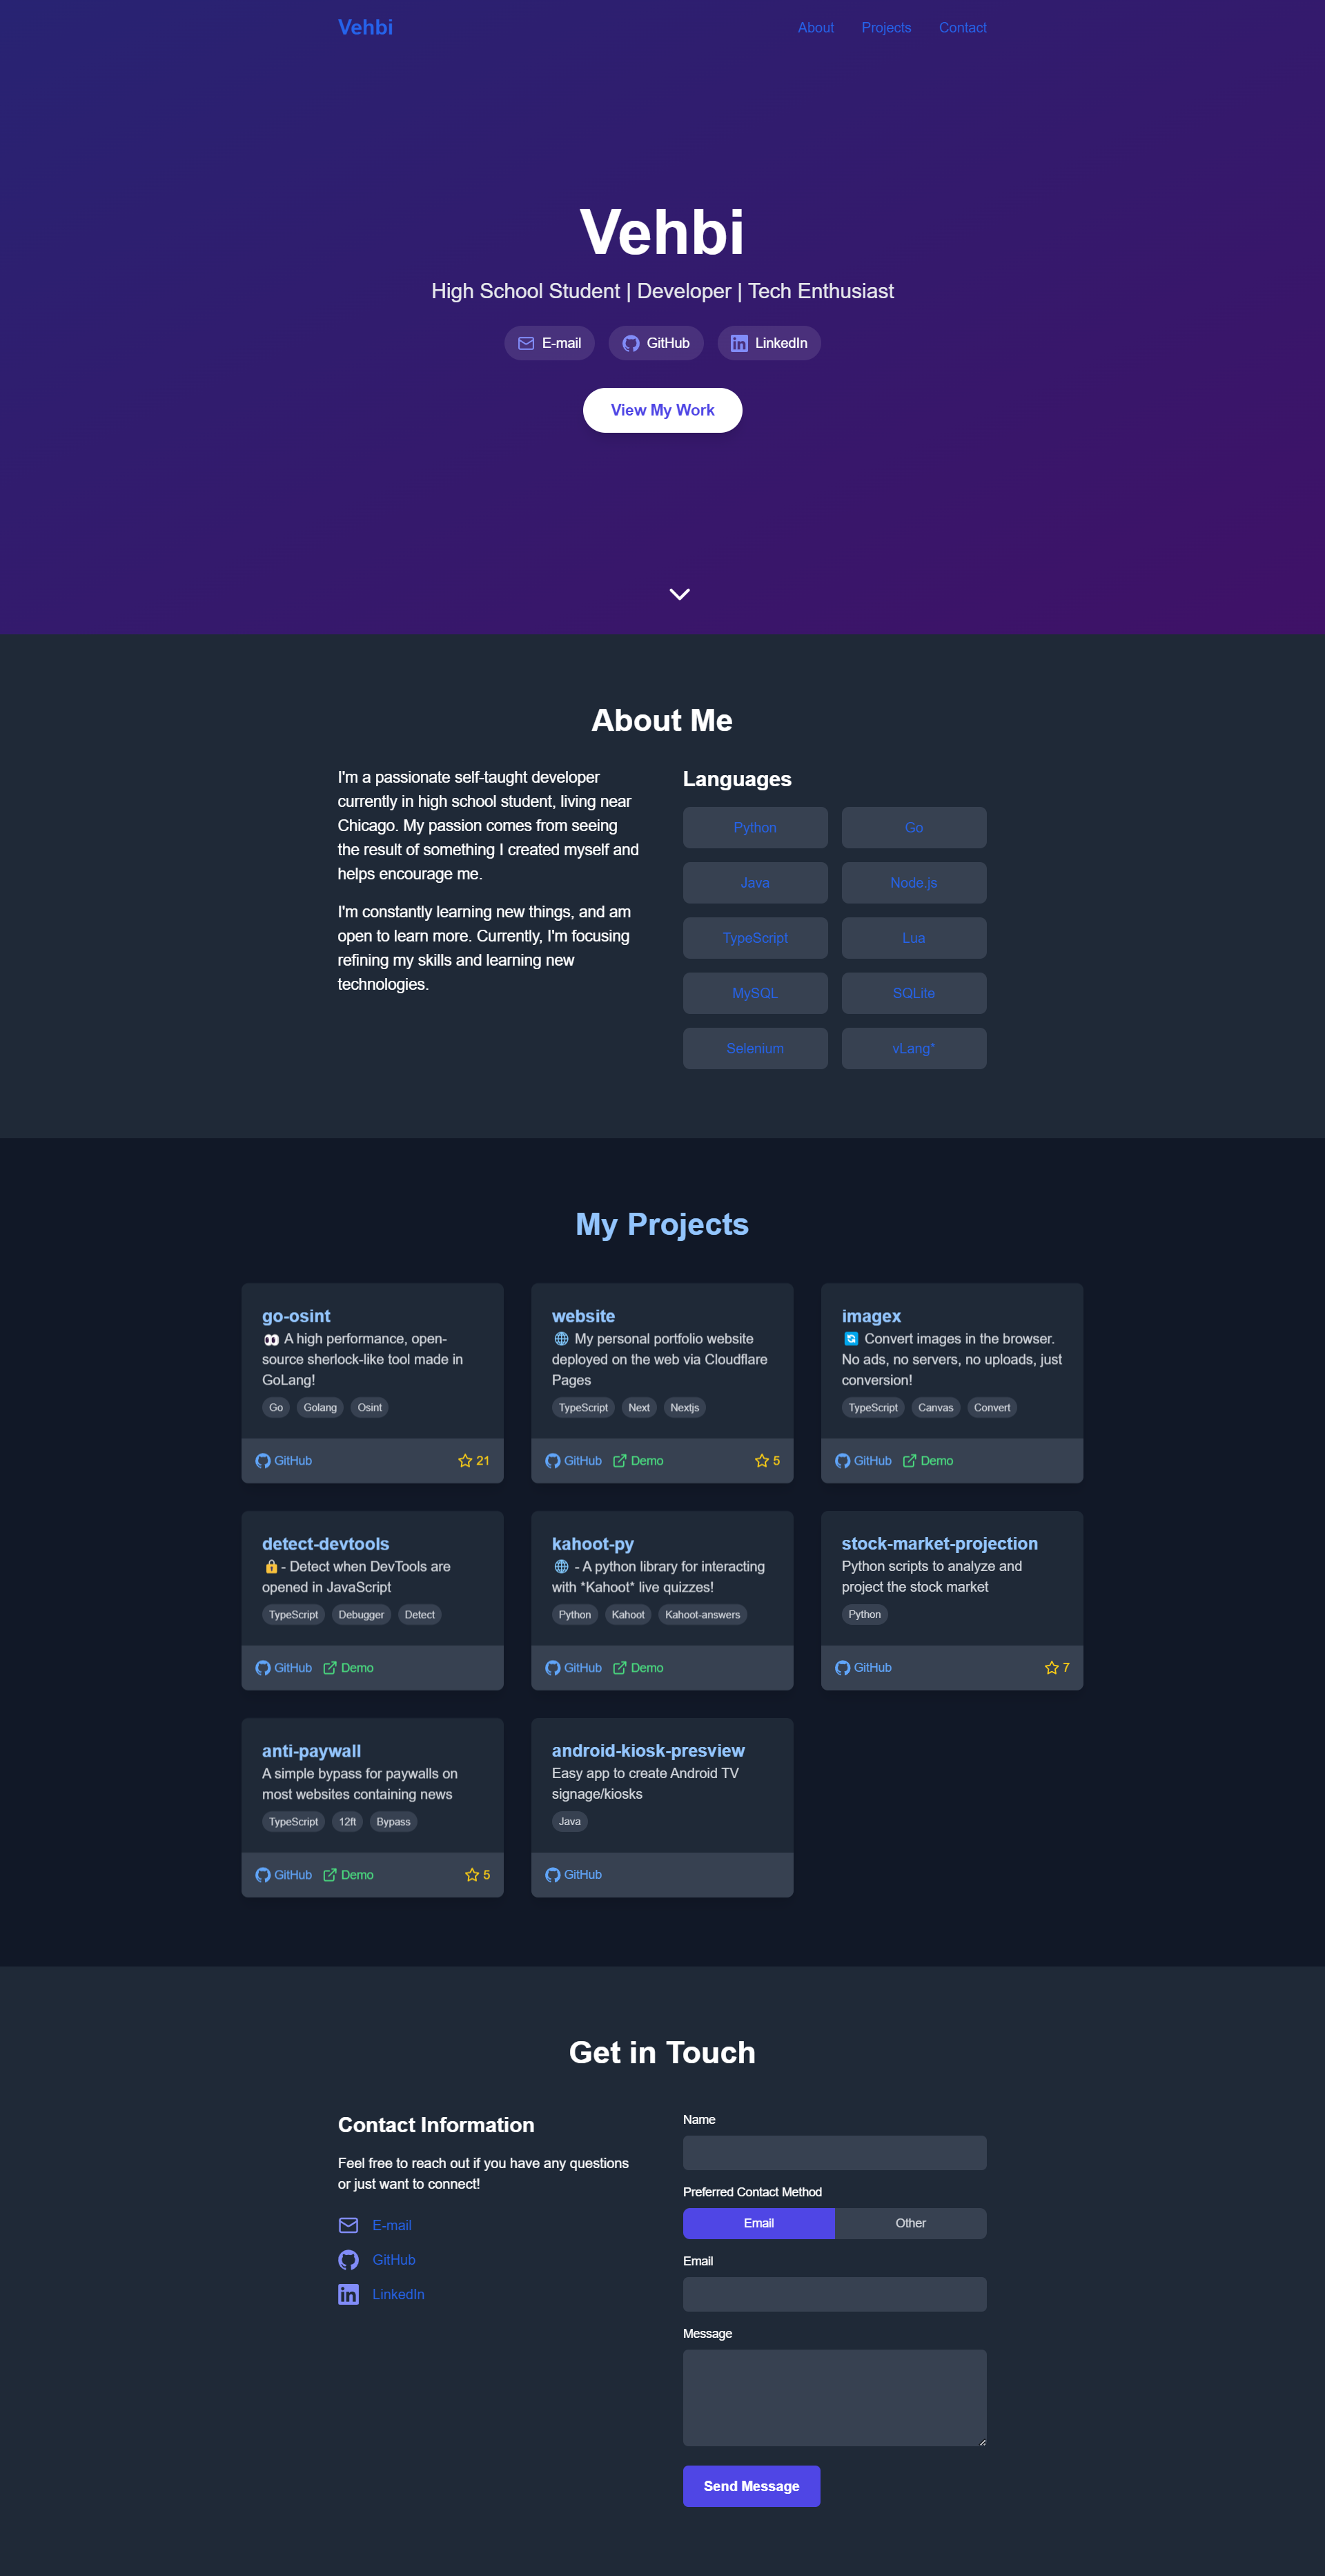 Vehbi
About Projects Contact
Vehbi
High School Student | Developer | Tech Enthusiast
E-mail GitHub LinkedIn
View My Work
About Me
I'm a passionate self-taught developer
currently in high school student, living near
Chicago. My passion comes from seeing
the result of something I created myself and
helps encourage me.
I'm constantly learning new things, and am
open to learn more. Currently, I'm focusing
refining my skills and learning new
technologies.
Languages
Python Go
Java Node.js
TypeScript Lua
MySQL SQLite
Selenium vLang*
My Projects
go-osint
👀 A high performance, open-
source sherlock-like tool made in
GoLang!
Go Golang Osint
GitHub 21
website
🌐 My personal portfolio website
deployed on the web via Cloudflare
Pages
TypeScript Next Nextjs
GitHub Demo 5
imagex
🔄 Convert images in the browser.
No ads, no servers, no uploads, just
conversion!
TypeScript Canvas Convert
GitHub Demo
detect-devtools
🔒 - Detect when DevTools are
opened in JavaScript
TypeScript Debugger Detect
GitHub Demo
kahoot-py
🌐 - A python library for interacting
with *Kahoot* live quizzes!
Python Kahoot Kahoot-answers
GitHub Demo
stock-market-projection
Python scripts to analyze and
project the stock market
Python
GitHub 7
anti-paywall
A simple bypass for paywalls on
most websites containing news
TypeScript 12ft Bypass
GitHub Demo 5
android-kiosk-presview
Easy app to create Android TV
signage/kiosks
Java
GitHub
Get in Touch
Contact Information
Feel free to reach out if you have any questions
or just want to connect!
E-mail
GitHub
LinkedIn
Name
Preferred Contact Method
Email Other
Email
Message
Send Message